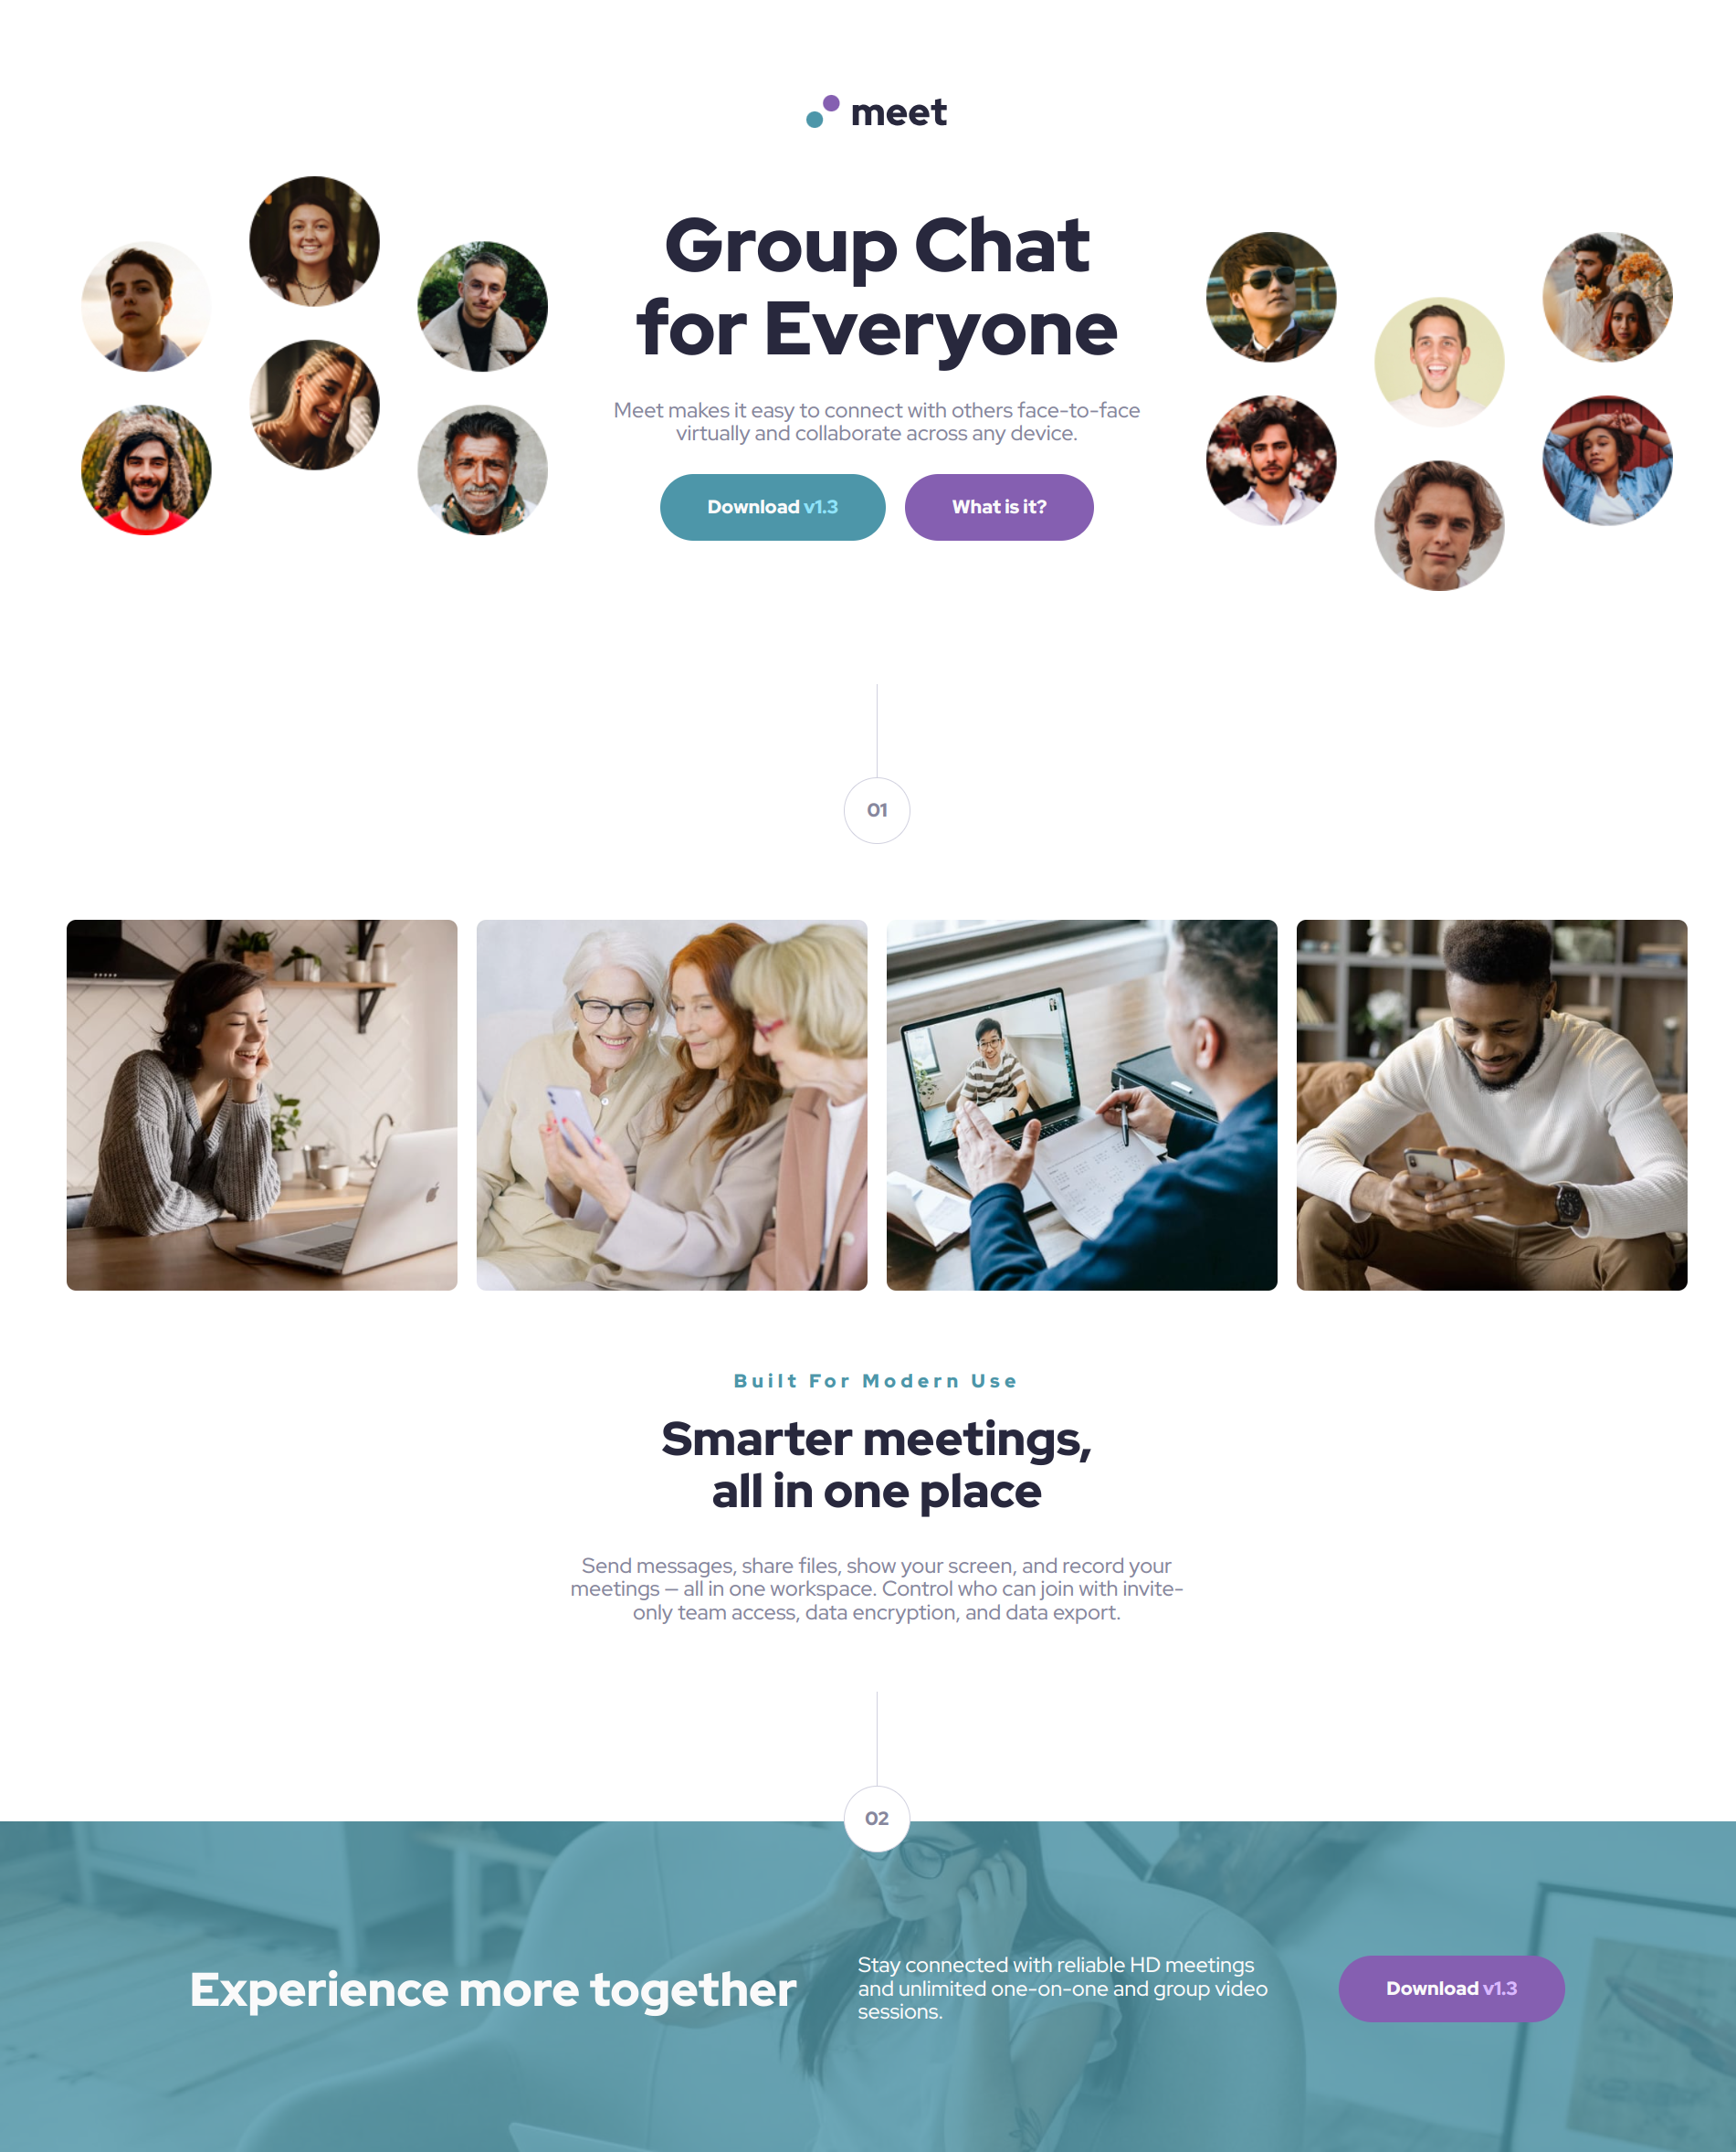 meet
Group Chat
for Everyone
Meet makes it easy to connect with others face-to-face
virtually and collaborate across any device.
Download v1.3
What is it?
01
Built For Modern Use
Smarter meetings,
all in one place
Send messages, share files, show your screen, and record your
meetings — all in one workspace. Control who can join with invite-
only team access, data encryption, and data export.
02
Experience more together
Stay connected with reliable HD meetings
and unlimited one-on-one and group video
sessions.
Download v1.3